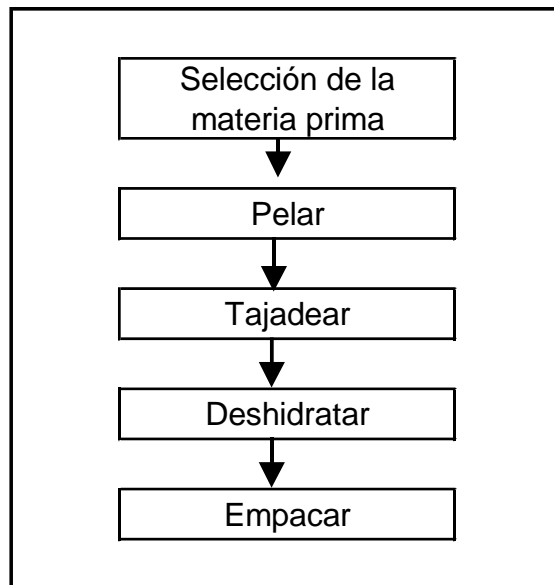 Selección de la
materia prima
Pelar
Tajadear
Deshidratar
Empacar